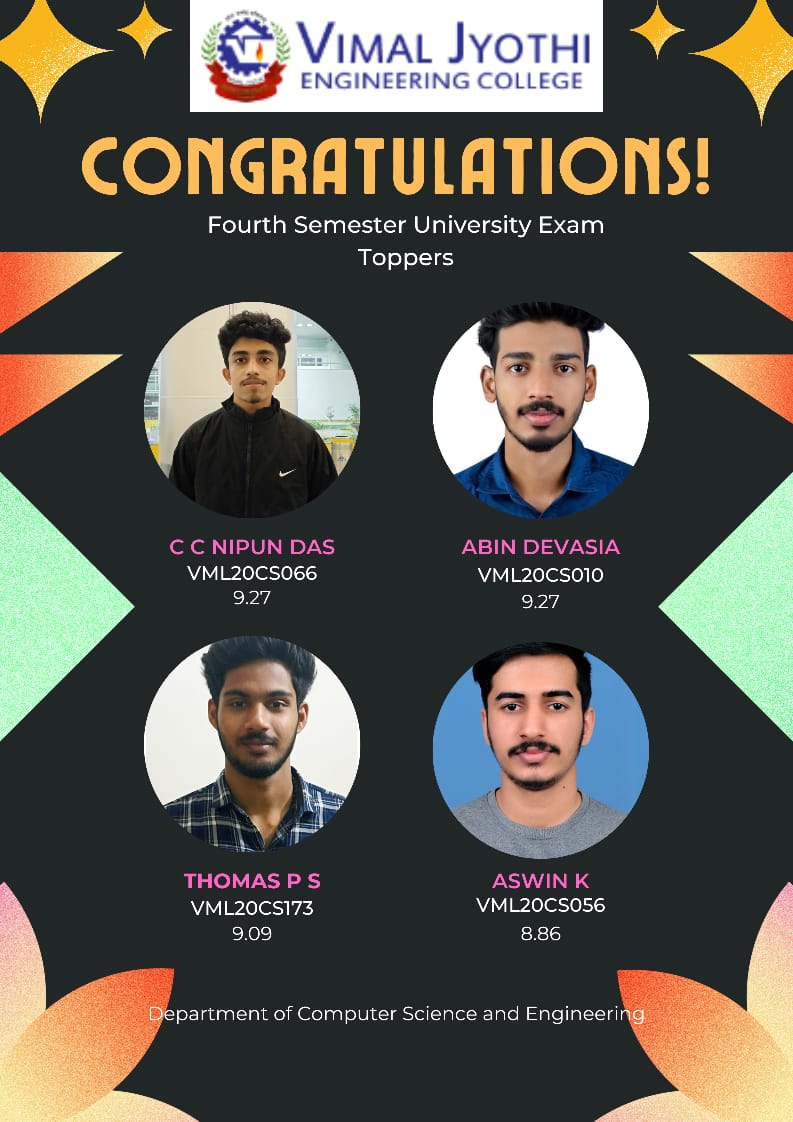 VIMAL JYOTHI
ENGINEERING COLLEGE
CONGRATULATIONS!
Fourth Semester University Exam
Toppers
C C NIPUN DAS
VML20CS066
9.27
ABIN DEVASIA
VML20CS010
9.27
THOMAS P S
VML20CS173
9.09
ASWIN K
VML20CS056
8.86
Department of Computer Science and Engineering